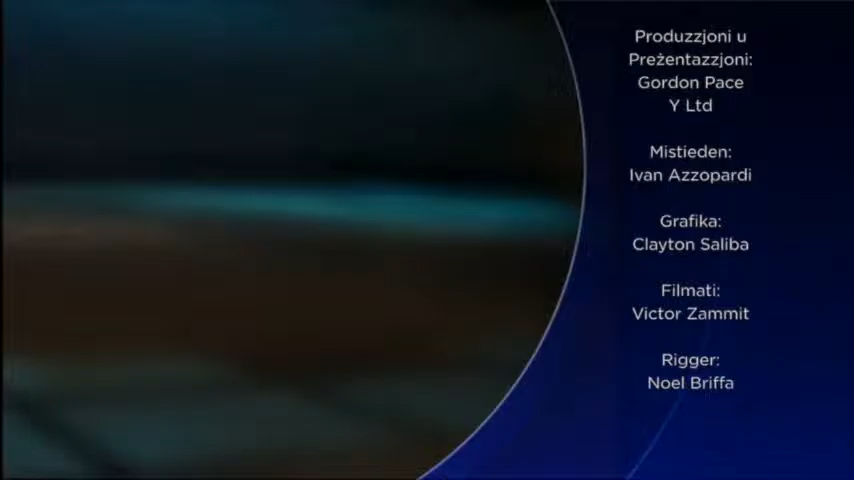 Produzzjoni u
Preżentazzjoni:
Gordon Pace
Y Ltd
Mistieden:
Ivan Azzopardi
Grafika:
Clayton Saliba
Filmati:
Victor Zammit
Rigger:
Noel Briffa